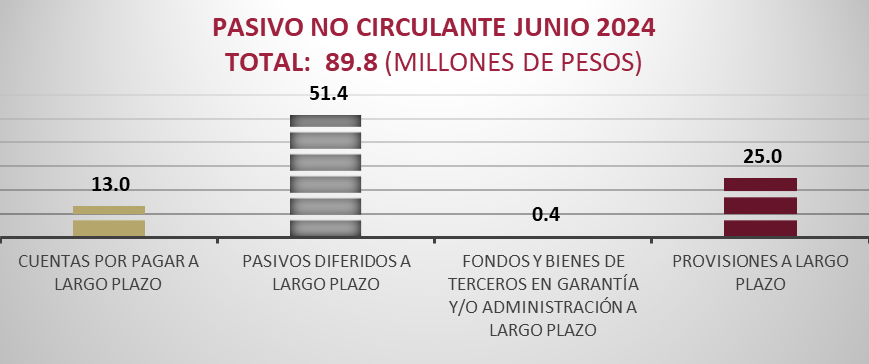 PASIVO NO CIRCULANTE JUNIO 2024
TOTAL: 89.8 (MILLONES DE PESOS)
51.4
25.0
13.0
0.4
CUENTAS POR PAGAR A
LARGO PLAZO
PASIVOS DIFERIDOS A
LARGO PLAZO
FONDOS Y BIENES DE
TERCEROS EN GARANTÍA
Y/O ADMINISTRACIÓN A
LARGO PLAZO
PROVISIONES A LARGO
PLAZO